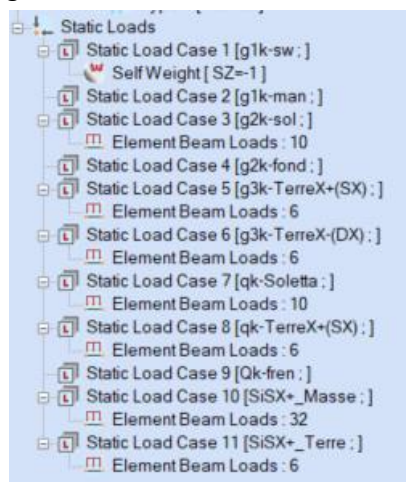 Static Loads
Static Load Case 1 [g1k-sw ; ]
Self Weight [ SZ=-1 ]
Static Load Case 2 [g1k-man ; ]
Static Load Case 3 [g2k-sol ; ]
Element Beam Loads : 10
Static Load Case 4 [g2k-fond ; ]
Static Load Case 5 [g3k-TerreX+(SX) ; ]
Element Beam Loads : 6
Static Load Case 6 [g3k-TerreX-(DX) ; ]
Element Beam Loads : 6
Static Load Case 7 [qk-Soletta ; ]
Element Beam Loads : 10
Static Load Case 8 [qk-TerreX+(SX) ; ]
Element Beam Loads : 6
Static Load Case 9 [Qk-fren ; ]
Static Load Case 10 [SiSX+_Masse ; ]
Element Beam Loads : 32
Static Load Case 11 [SiSX+_Terre ; ]
Element Beam Loads : 6